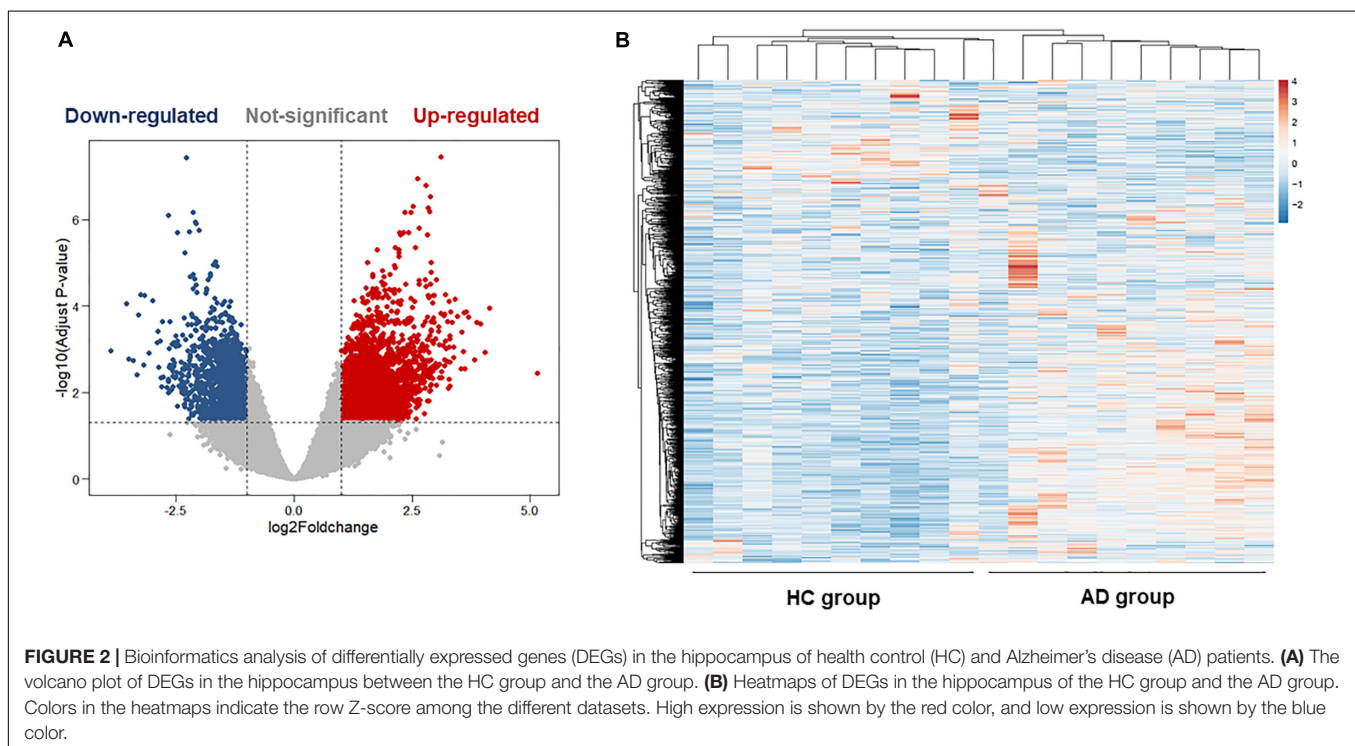 A
Down-regulated Not-significant Up-regulated
-log10(Adjust P-value)
6
4
2
0
-2.5 0.0 2.5 5.0
log2Foldchange
B
4
3
2
1
0
−1
−2
HC group AD group
FIGURE 2 | Bioinformatics analysis of differentially expressed genes (DEGs) in the hippocampus of health control (HC) and Alzheimer's disease (AD) patients. (A) The
volcano plot of DEGs in the hippocampus between the HC group and the AD group. (B) Heatmaps of DEGs in the hippocampus of the HC group and the AD group.
Colors in the heatmaps indicate the row Z-score among the different datasets. High expression is shown by the red color, and low expression is shown by the blue
color.